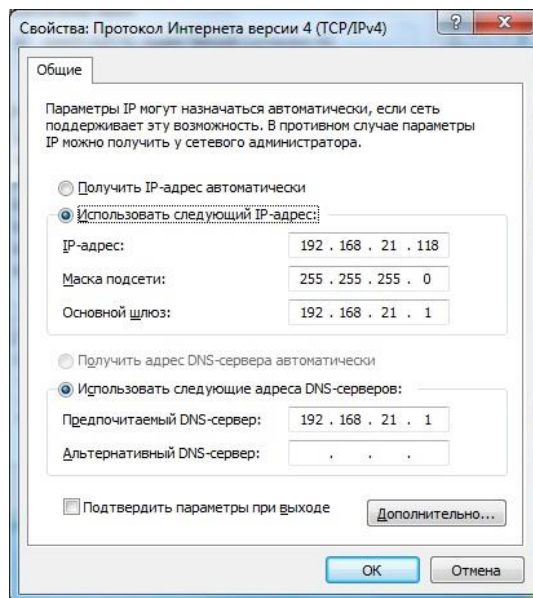 Свойства: Протокол Интернета версии 4 (TCP/IPv4)
Общие
Параметры IP могут назначаться автоматически, если сеть
поддерживает эту возможность. В противном случае параметры
IP можно получить у сетевого администратора.
Получить IP-адрес автоматически
Использовать следующий IP-адрес:
IP-адрес: 192 . 168 . 21 . 118
Маска подсети: 255 . 255 . 255 . 0
Основной шлюз: 192 . 168 . 21 . 1
Получить адрес DNS-сервера автоматически
Использовать следующие адреса DNS-серверов:
Предпочитаемый DNS-сервер: 192 . 168 . 21 . 1
Альтернативный DNS-сервер: . . .
Подтвердить параметры при выходе
Дополнительно...
ОК Отмена